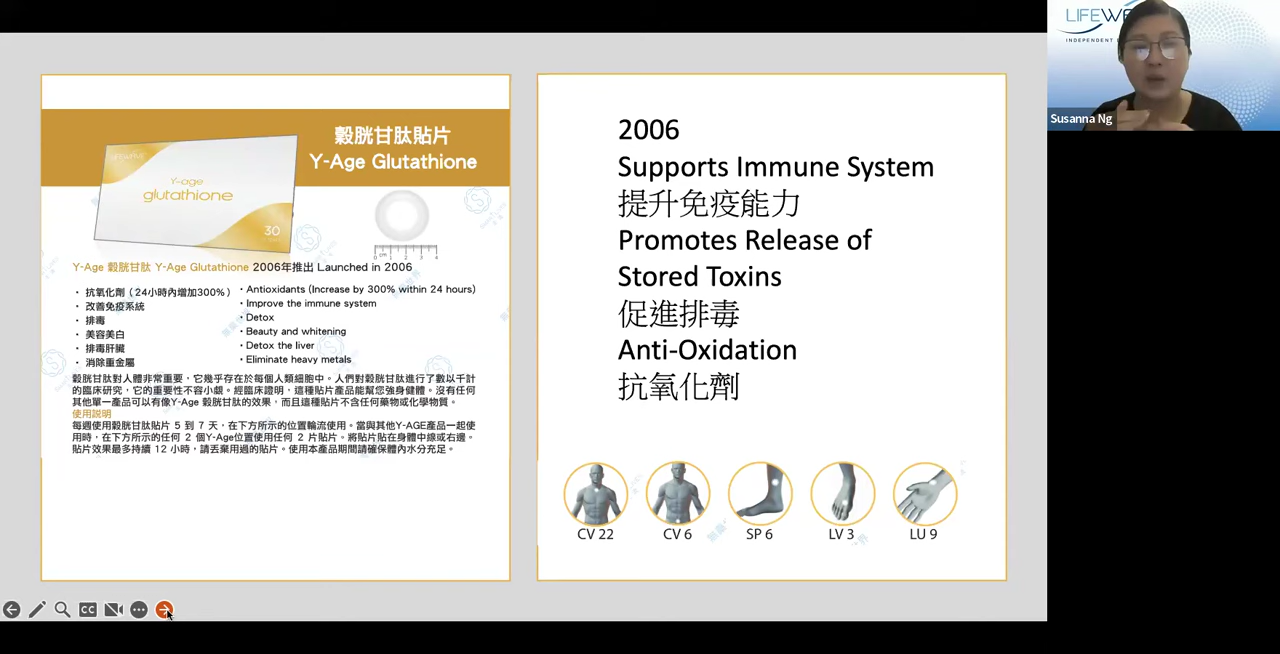 穀胱甘肽貼片
Y-Age Glutathione
LIFEWAVE
Y-age
glutathione
30
0 cm 1 2 3 4
Y-Age 穀胱甘肽 Y-Age Glutathione 2006年推出 Launched in 2006
• 抗氧化劑（24小時內增加300%）
• 改善免疫系統
• 排毒
• 美容美白
• 排毒肝臟
• 消除重金屬
• Antioxidants (Increase by 300% within 24 hours)
• Improve the immune system
• Detox
• Beauty and whitening
• Detox the liver
• Eliminate heavy metals
穀胱甘肽對人體非常重要，它幾乎存在於每個人類細胞中。人們對穀胱甘肽進行了數以千計
的臨床研究，它的重要性不容小覷。經臨床證明，這種貼片產品能幫您強身健體。沒有任何
其他單一產品可以有像Y-Age 穀胱甘肽的效果，而且這種貼片不含任何藥物或化學物質。
使用説明
每週使用穀胱甘肽貼片 5 到 7 天，在下方所示的位置輪流使用。當與其他Y-AGE產品一起使
用時，在下方所示的任何 2 個Y-Age位置使用任何 2 片貼片。將貼片貼在身體中線或右邊。
貼片效果最多持續 12 小時，請丟棄用過的貼片。使用本產品期間請確保體內水分充足。
2006
Supports Immune System
提升免疫能力
Promotes Release of
Stored Toxins
促進排毒
Anti-Oxidation
抗氧化劑
CV 22
CV 6
SP 6
LV 3
LU 9
CC
LIFEWA
INDEPENDENT
Susanna Ng